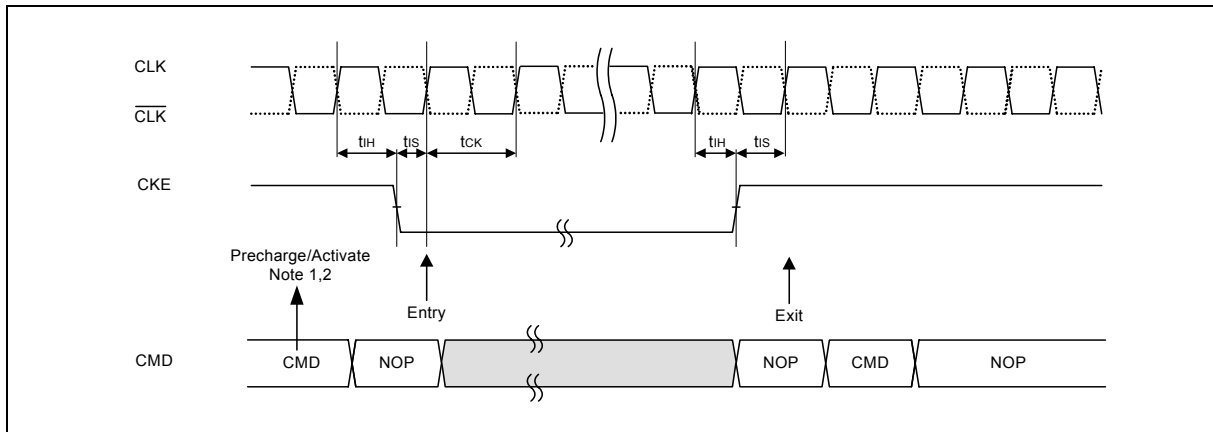 CLK
CLK
tIH tIS tCK tIH tIS
CKE
Precharge/Activate
Note 1,2
Entry
Exit
CMD CMD NOP NOP CMD NOP